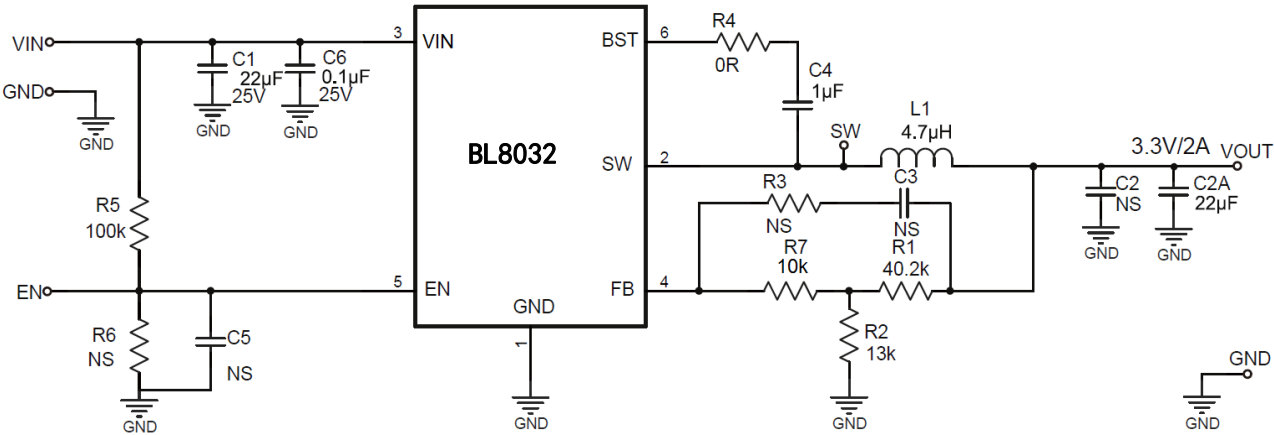 VIN
GND
GND
C1
22µF
25V
GND
C6
0.1µF
25V
GND
3
VIN
BST
6
R4
0R
C4
1µF
BL8032
SW
2
SW
L1
4.7µH
3.3V/2A
VOUT
R3
NS
C3
NS
C2
NS
GND
C2A
22µF
GND
R5
100k
R7
10k
R1
40.2k
EN
5
EN
FB
4
GND
1
GND
R6
NS
C5
NS
GND
R2
13k
GND
GND
GND